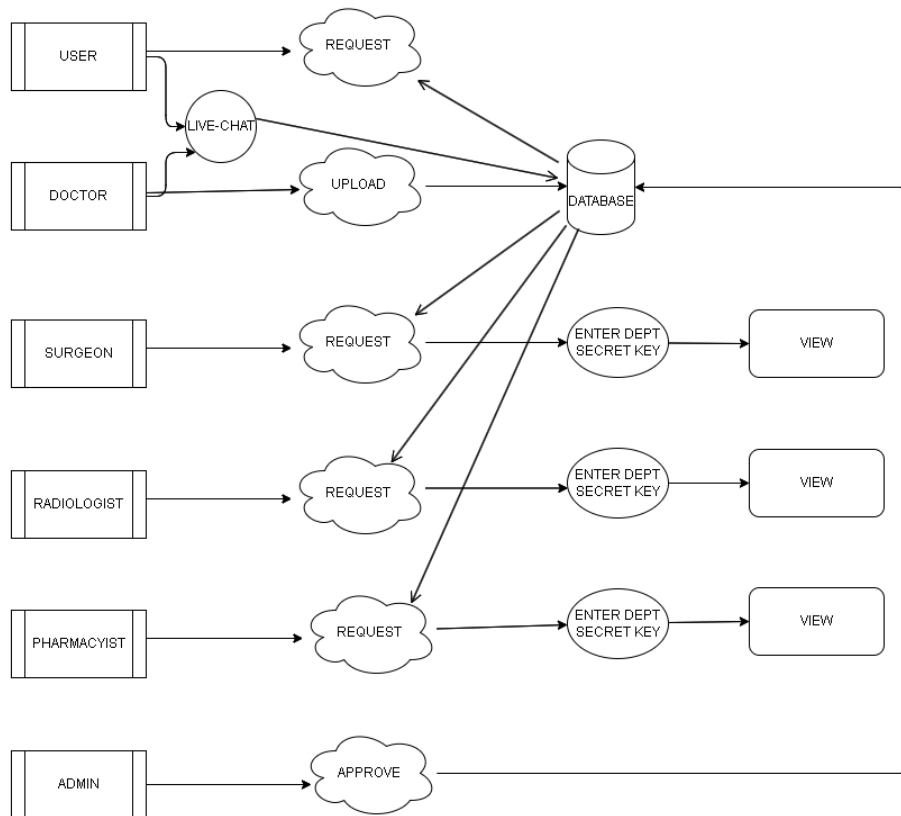 USER
REQUEST
LIVE-CHAT
DOCTOR
UPLOAD
DATABASE
SURGEON
REQUEST
ENTER DEPT
SECRET KEY
VIEW
RADIOLOGIST
REQUEST
ENTER DEPT
SECRET KEY
VIEW
PHARMACYIST
REQUEST
ENTER DEPT
SECRET KEY
VIEW
ADMIN
APPROVE